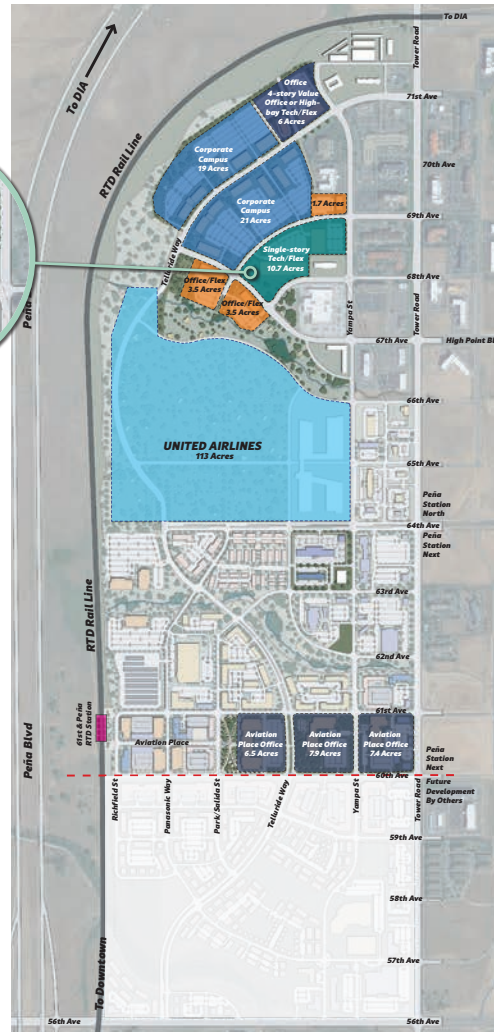 To DIA
To DIA
Tower Road
RTD Rail Line
Office
4-story Value
Office or High-
bay Tech/Flex
6 Acres
71st Ave
Corporate
Campus
19 Acres
70th Ave
Corporate
Campus
21 Acres
1.7 Acres
69th Ave
Single-story
Tech/Flex
10.7 Acres
Telluride Way
Office/Flex
3.5 Acres
68th Ave
Office/Flex
3.5 Acres
Yampa St
Tower Road
Peña
67th Ave
High Point Bl
66th Ave
UNITED AIRLINES
113 Acres
65th Ave
Peña
Station
North
64th Ave
Peña
Station
Next
63rd Ave
RTD Rail Line
62nd Ave
61st & Peña
RTD Station
61st Ave
Peña Blvd
Aviation Place
Aviation
Place Office
6.5 Acres
Aviation
Place Office
7.9 Acres
Aviation
Place Office
7.4 Acres
Peña
Station
Next
60th Ave
Future
Development
By Others
Richfield St
Panasonic Way
Park/Salida St
Telluride Way
Yampa St
Tower Road
59th Ave
58th Ave
57th Ave
To Downtown
56th Ave
56th Ave